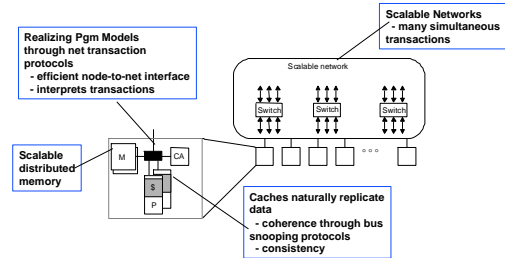 Realizing Pgm Models
through net transaction
protocols
- efficient node-to-net interface
- interprets transactions
Scalable Networks
- many simultaneous
transactions
Scalable network
Switch
Switch
Switch
Scalable
distributed
memory
M
CA
$
P
Caches naturally replicate
data
- coherence through bus
snooping protocols
- consistency